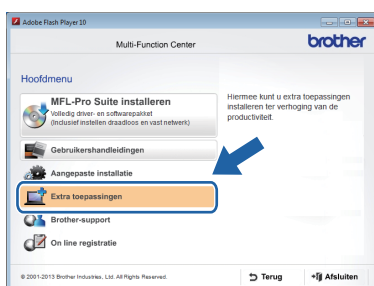 Adobe Flash Player 10
Multi-Function Center
brother
Hoofdmenu
MFL-Pro Suite installeren
Volledig driver- en softwarepakket
(Inclusief instellen draadloos en vast netwerk)
Gebruikershandleidingen
Aangepaste installatie
Extra toepassingen
Brother-support
On line registratie
Hiermee kunt u extra toepassingen
installeren ter verhoging van de
productiviteit.
© 2001-2013 Brother Industries, Ltd. All Rights Reserved.
Terug
Afsluiten